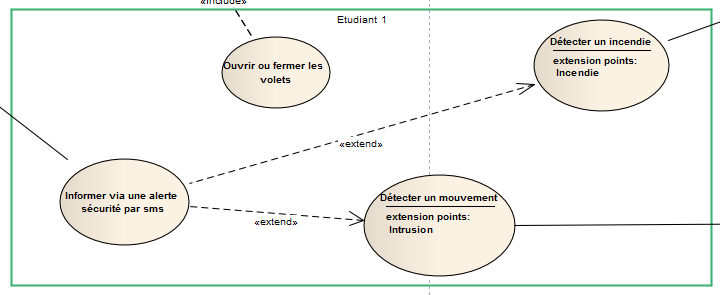 «include»
Etudiant 1
Ouvrir ou fermer les
volets
Détecter un incendie
extension points:
Incendie
«extend»
Informer via une alerte
sécurité par sms
«extend»
Détecter un mouvement
extension points:
Intrusion